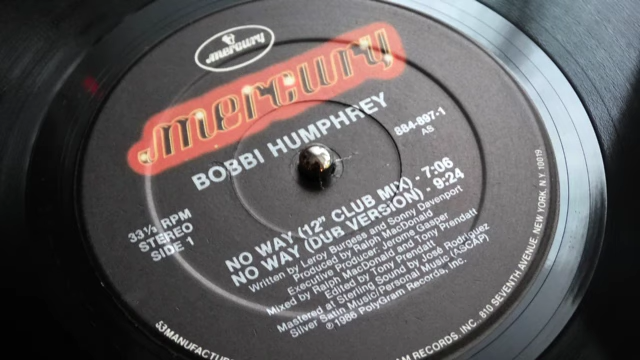 mercury
mercury
BOBBI HUMPHREY
884-897-1
AS
33⅓ RPM
STEREO
SIDE 1
NO WAY (12" CLUB MIX) - 7:06
NO WAY (DUB VERSION) - 9:24
Written by Leroy Burgess and Sonny Davenport
Produced by Ralph MacDonald
Executive Producer: Jerome Gasper
Mixed by Ralph MacDonald and Tony Prendatt
Edited by Tony Prendatt
Mastered at Sterling Sound by José Rodriguez
Silver Satin Music/Personal Music (ASCAP)
℗1986 PolyGram Records, Inc.
RECORDS, INC. 810 SEVENTH AVENUE, NEW YORK, N.Y. 10019